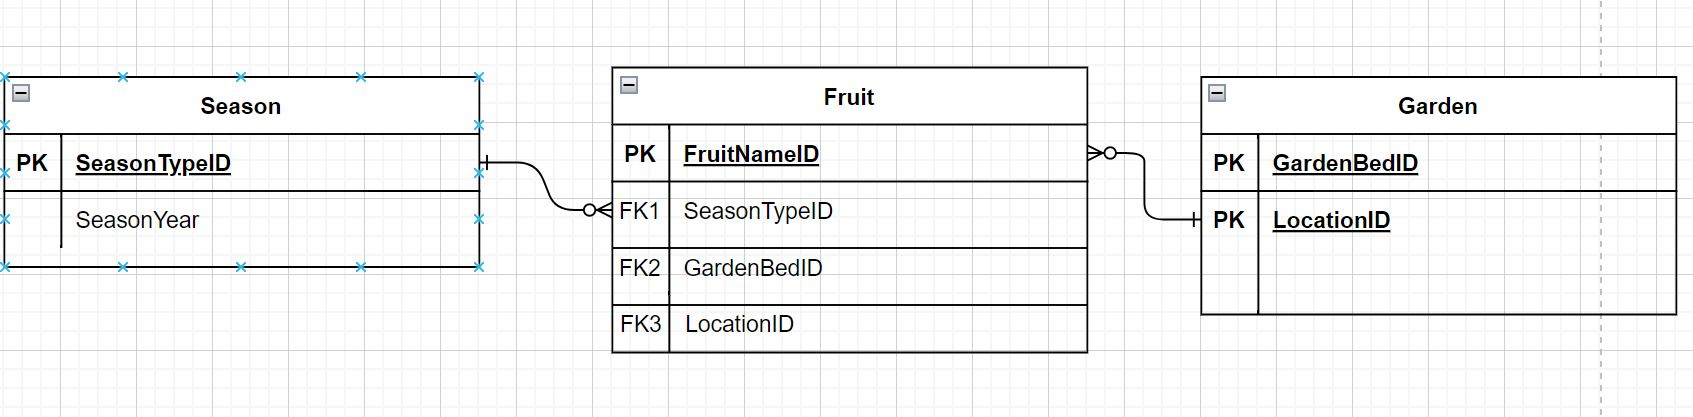 Season
PK SeasonTypeID
SeasonYear
Fruit
PK FruitNameID
FK1 SeasonTypeID
FK2 GardenBedID
FK3 LocationID
Garden
PK GardenBedID
PK LocationID